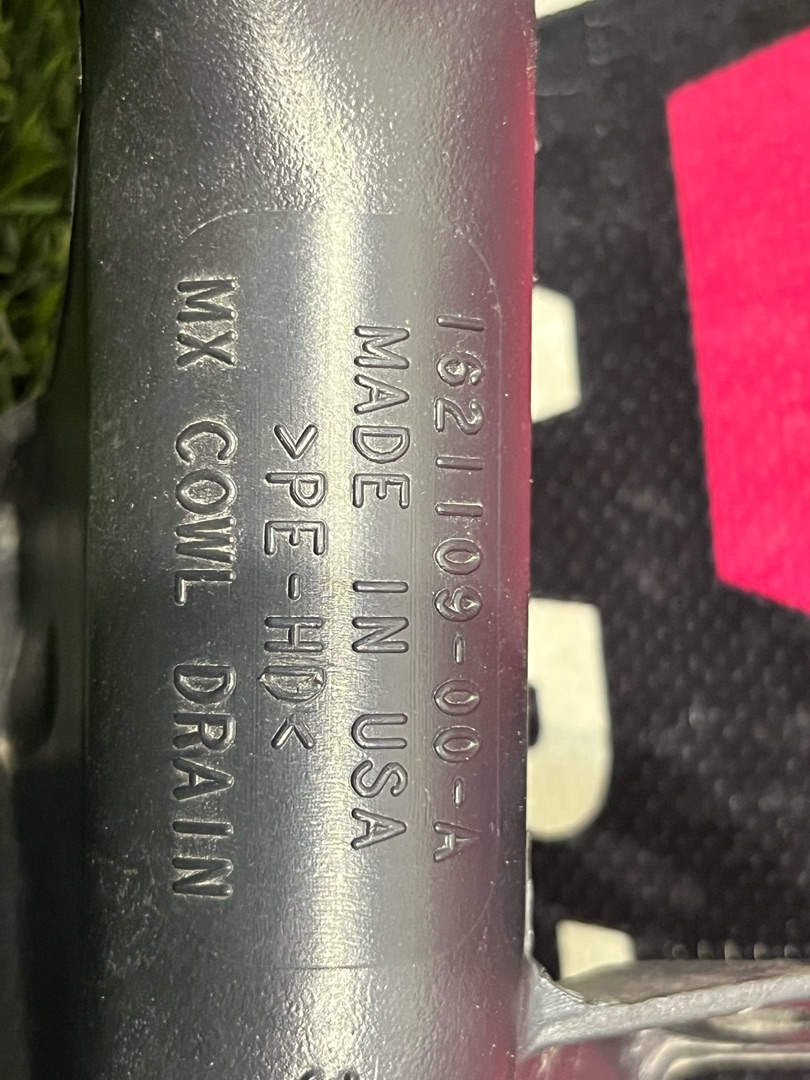 1621109-00-A
MADE IN USA
>PE-HD<
MX COWL DRAIN